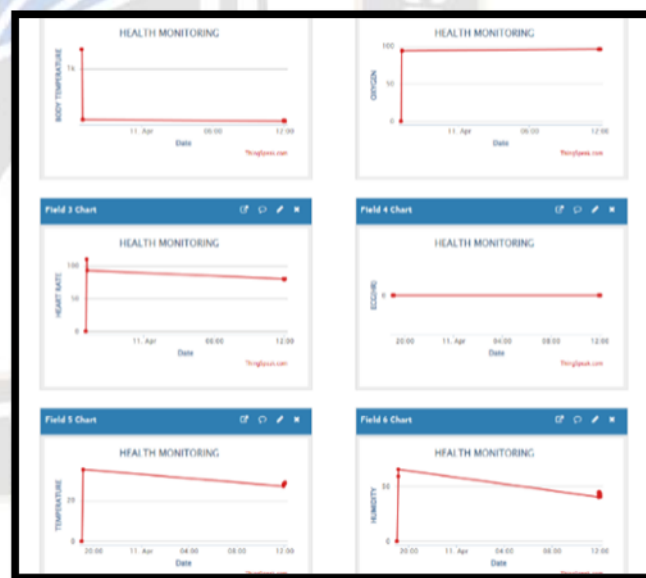 HEALTH MONITORING
BODY TEMPERATURE
11. Apr 06:00 12:00
Date
ThingSpeak.com
HEALTH MONITORING
OXYGEN
100
50
0
11. Apr 06:00 12:00
Date
ThingSpeak.com
Field 3 Chart
HEALTH MONITORING
HEART RATE
100
50
0
11. Apr 06:00 12:00
Date
ThingSpeak.com
Field 4 Chart
HEALTH MONITORING
ECG(HR)
20:00 11. Apr 04:00 08:00 12:00
Date
ThingSpeak.com
Field 5 Chart
HEALTH MONITORING
TEMPERATURE
20:00 11. Apr 04:00 08:00 12:00
Date
ThingSpeak.com
Field 6 Chart
HEALTH MONITORING
HUMIDITY
50
0
20:00 11. Apr 04:00 08:00 12:00
Date
ThingSpeak.com